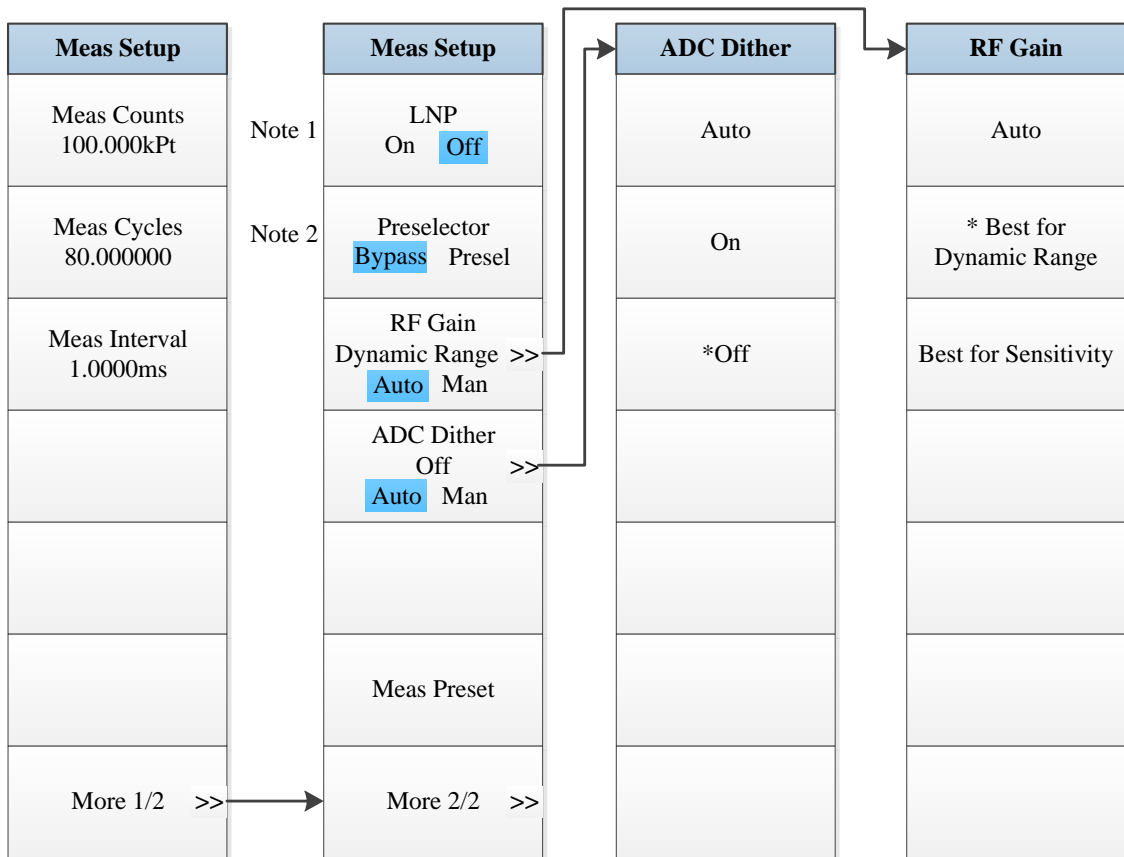 Meas Setup
Meas Counts
100.000kPt
Meas Cycles
80.000000
Meas Interval
1.0000ms
More 1/2 >>
Note 1
Note 2
Meas Setup
LNP
On Off
Preselector
Bypass Presel
RF Gain
Dynamic Range >>
Auto Man
ADC Dither
Off >>
Auto Man
Meas Preset
More 2/2 >>
ADC Dither
Auto
On
*Off
RF Gain
Auto
* Best for
Dynamic Range
Best for Sensitivity